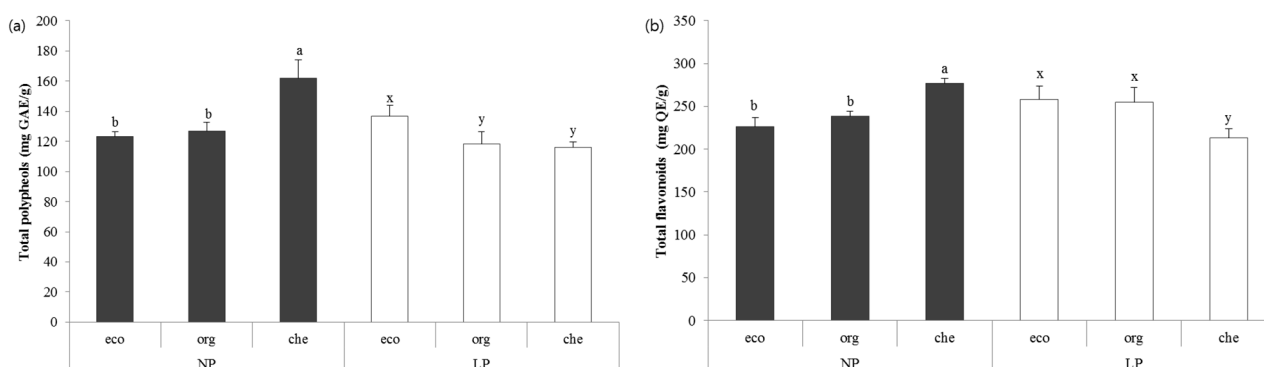 (a)
Total polypheols (mg GAE/g)
200
180
160
140
120
100
80
60
40
20
0
b
b
a
x
y
y
eco org che eco org che
NP LP
(b)
Total flavonoids (mg QE/g)
350
300
250
200
150
100
50
0
b
b
a
x
x
y
eco org che eco org che
NP LP